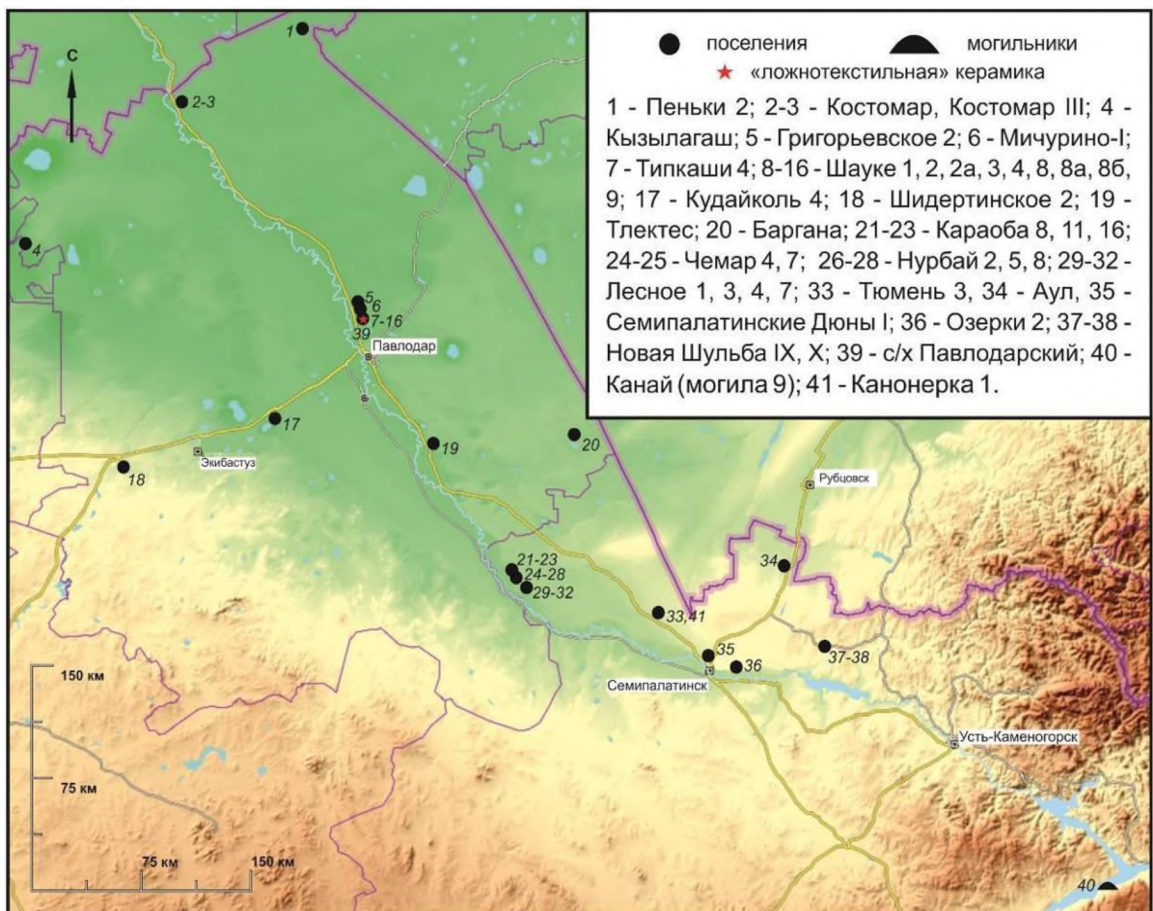 поселения могильники
«ложнотекстильная» керамика
1 - Пеньки 2; 2-3 - Костомар, Костомар III; 4 -
Кызылагаш; 5 - Григорьевское 2; 6 - Мичурино-I;
7 - Типкаши 4; 8-16 - Шауке 1, 2, 2а, 3, 4, 8, 8а, 8б,
9; 17 - Кудайколь 4; 18 - Шидертинское 2; 19 -
Тлектес; 20 - Баргана; 21-23 - Караоба 8, 11, 16;
24-25 - Чемар 4, 7; 26-28 - Нурбай 2, 5, 8; 29-32 -
Лесное 1, 3, 4, 7; 33 - Тюмень 3, 34 - Аул, 35 -
Семипалатинские Дюны I; 36 - Озерки 2; 37-38 -
Новая Шульба IX, X; 39 - с/х Павлодарский; 40 -
Канай (могила 9); 41 - Канонерка 1.
1
С
2-3
4
5
6
7-16
39
Павлодар
17
19
20
Экибастуз
18
Рубцовск
21-23
24-28
29-32
34
33,41
35
36
37-38
Семипалатинск
150 км
Усть-Каменогорск
75 км
75 км
150 км
40